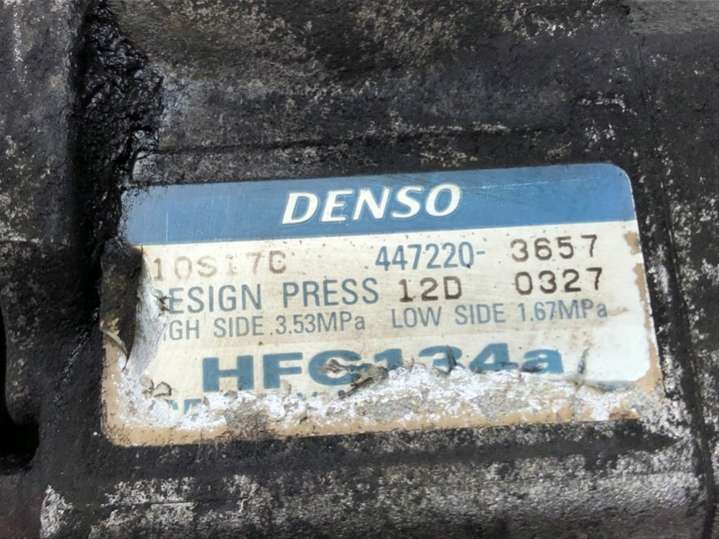 DENSO
10S17C 447220-3657
DESIGN PRESS 12D 0327
HIGH SIDE.3.53MPa LOW SIDE 1.67MPa
HFC134a